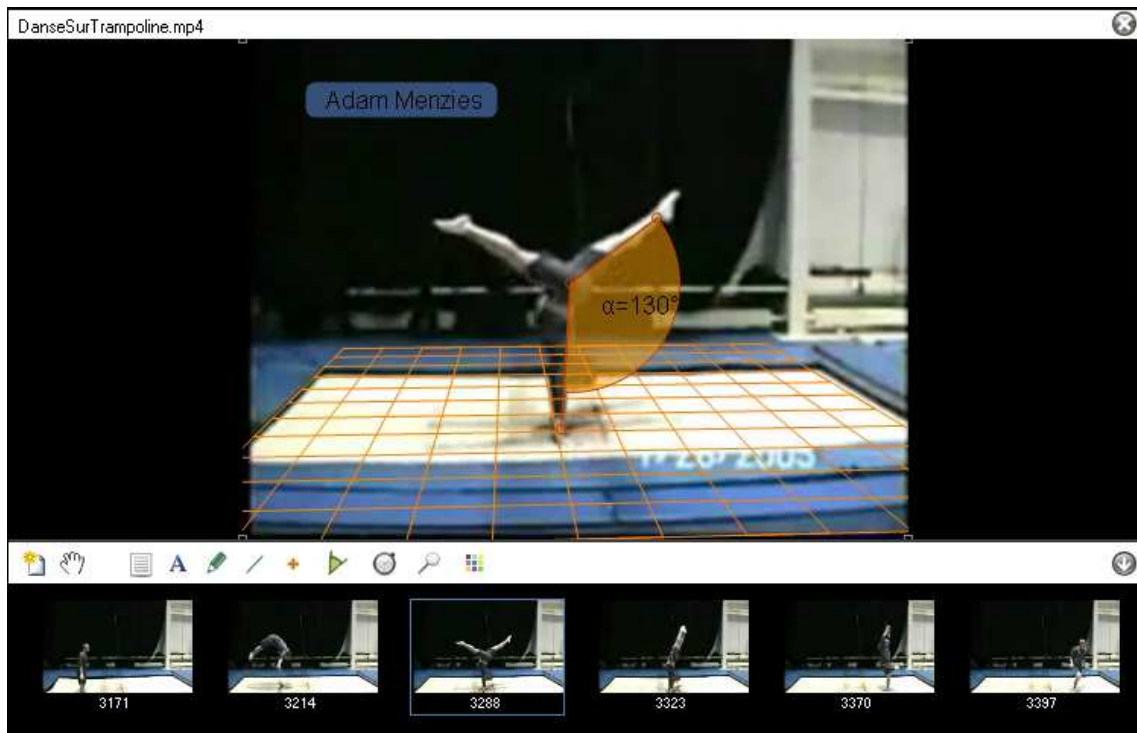 DanseSurTrampoline.mp4
Adam Menzies
α=130°
A
3171
3214
3288
3323
3370
3397